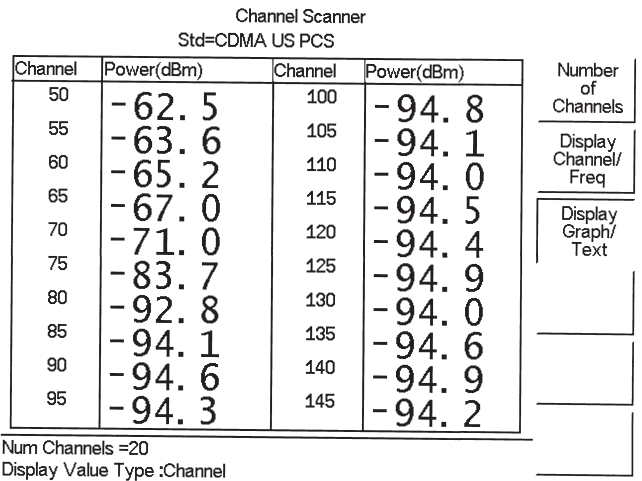 Channel Scanner
Std=CDMA US PCS
Channel Power(dBm) Channel Power(dBm)
50 -62.5 100 -94.8
55 -63.6 105 -94.1
60 -65.2 110 -94.0
65 -67.0 115 -94.5
70 -71.0 120 -94.4
75 -83.7 125 -94.9
80 -92.8 130 -94.0
85 -94.1 135 -94.6
90 -94.6 140 -94.9
95 -94.3 145 -94.2
Num Channels =20
Display Value Type :Channel
Number
of
Channels
Display
Channel/
Freq
Display
Graph/
Text